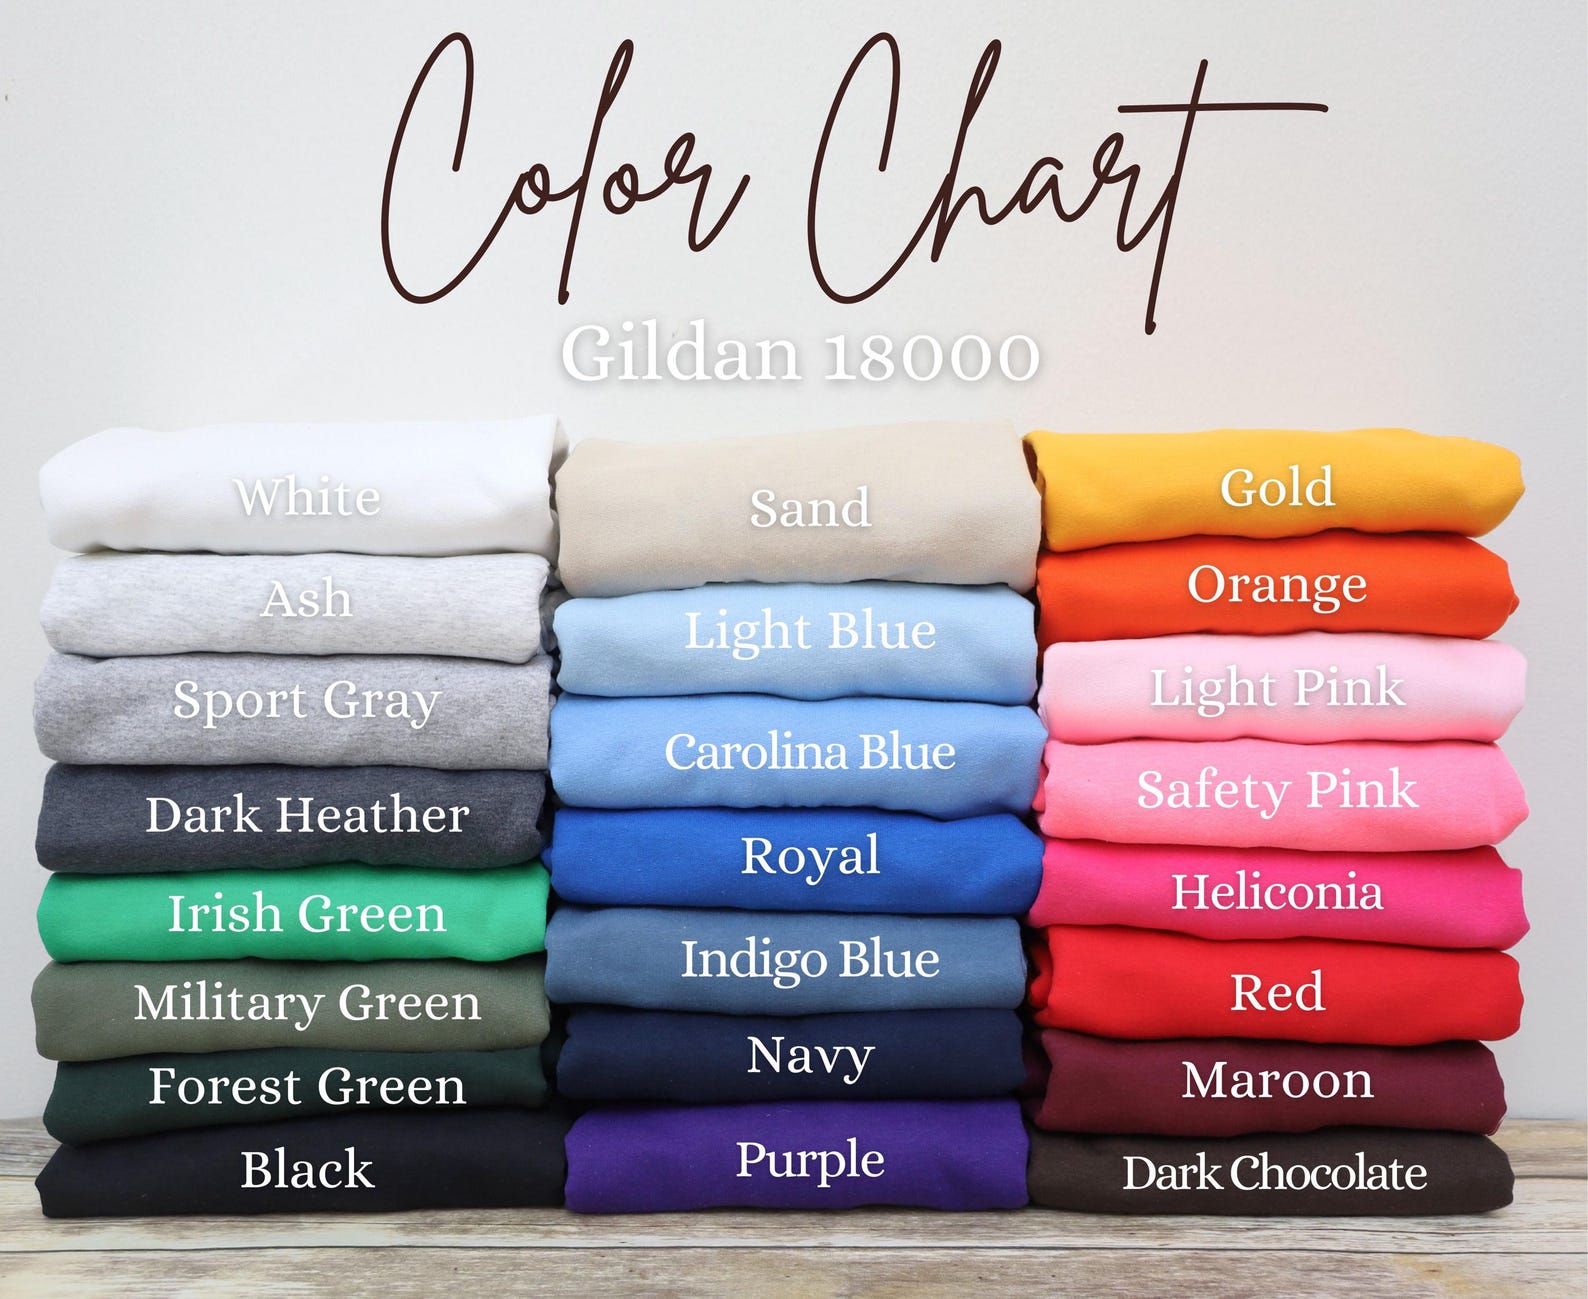 Color Chart
Gildan 18000
White
Ash
Sport Gray
Dark Heather
Irish Green
Military Green
Forest Green
Black
Sand
Light Blue
Carolina Blue
Royal
Indigo Blue
Navy
Purple
Gold
Orange
Light Pink
Safety Pink
Heliconia
Red
Maroon
Dark Chocolate